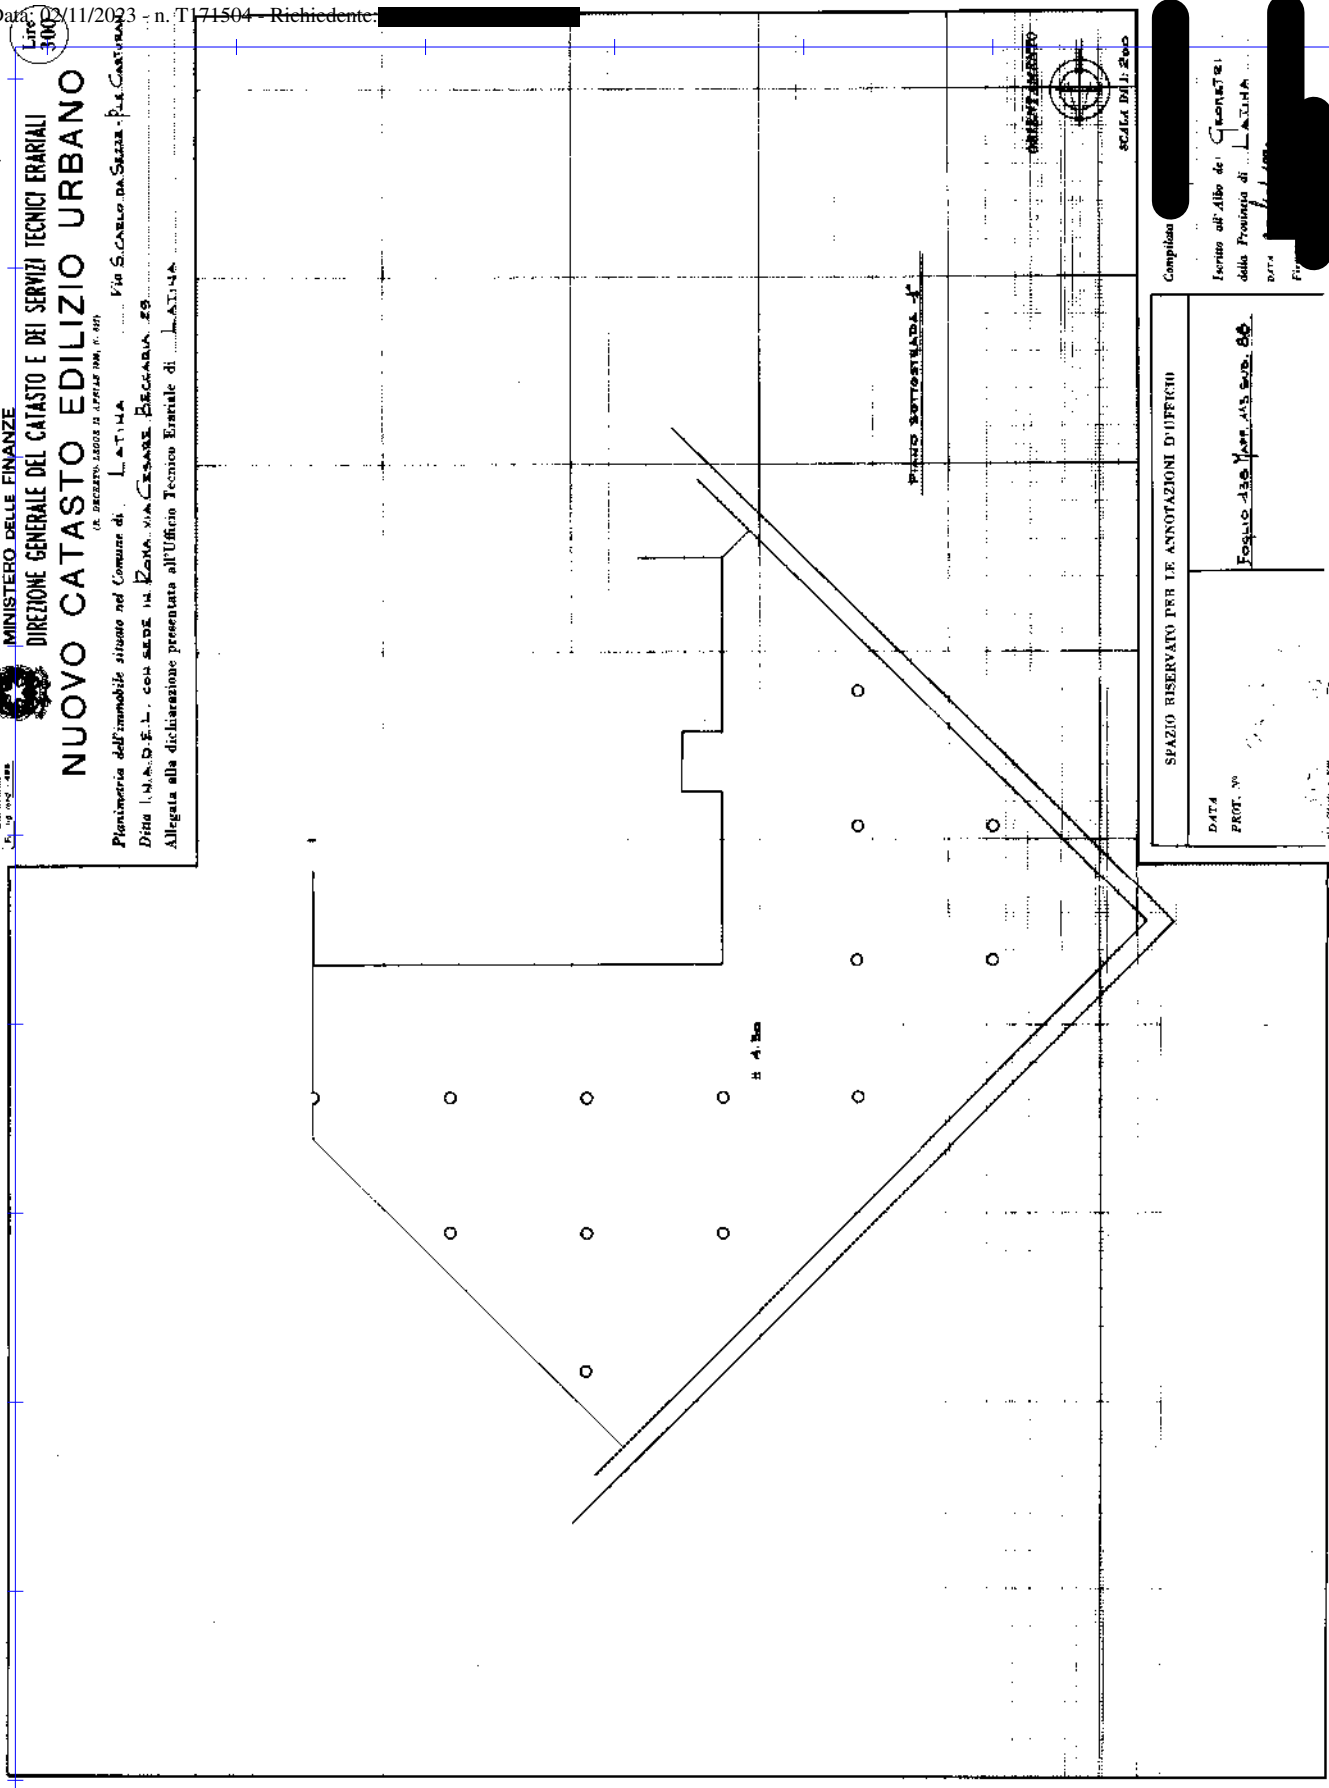 Data: 02/11/2023 - n. T171504 - Richiedente:
Lire
300
MINISTERO DELLE FINANZE
DIREZIONE GENERALE DEL CATASTO E DEI SERVIZI TECNICI ERARIALI
NUOVO CATASTO EDILIZIO URBANO
Planimetria dell'immobile situato nel Comune di LATINA Via S. CARLO DA SEZZE -
Ditta I.N.A.D.E.L. CON SEDE IN ROMA VIA CESARE BECCARIA 29
Allegata alla dichiarazione presentata all'Ufficio Tecnico Erariale di LATINA
ORIENTAMENTO
SCALA DI 1: 200
PIANO SOTTOSTRADA 1°
Compilata
Iscritto all'Albo dei GEOMETRI
della Provincia di LATINA
DATA
SPAZIO RISERVATO PER LE ANNOTAZIONI D'UFFICIO
DATA
PROT. N°
FOGLIO 138 MAPP. 113 SUB. 88